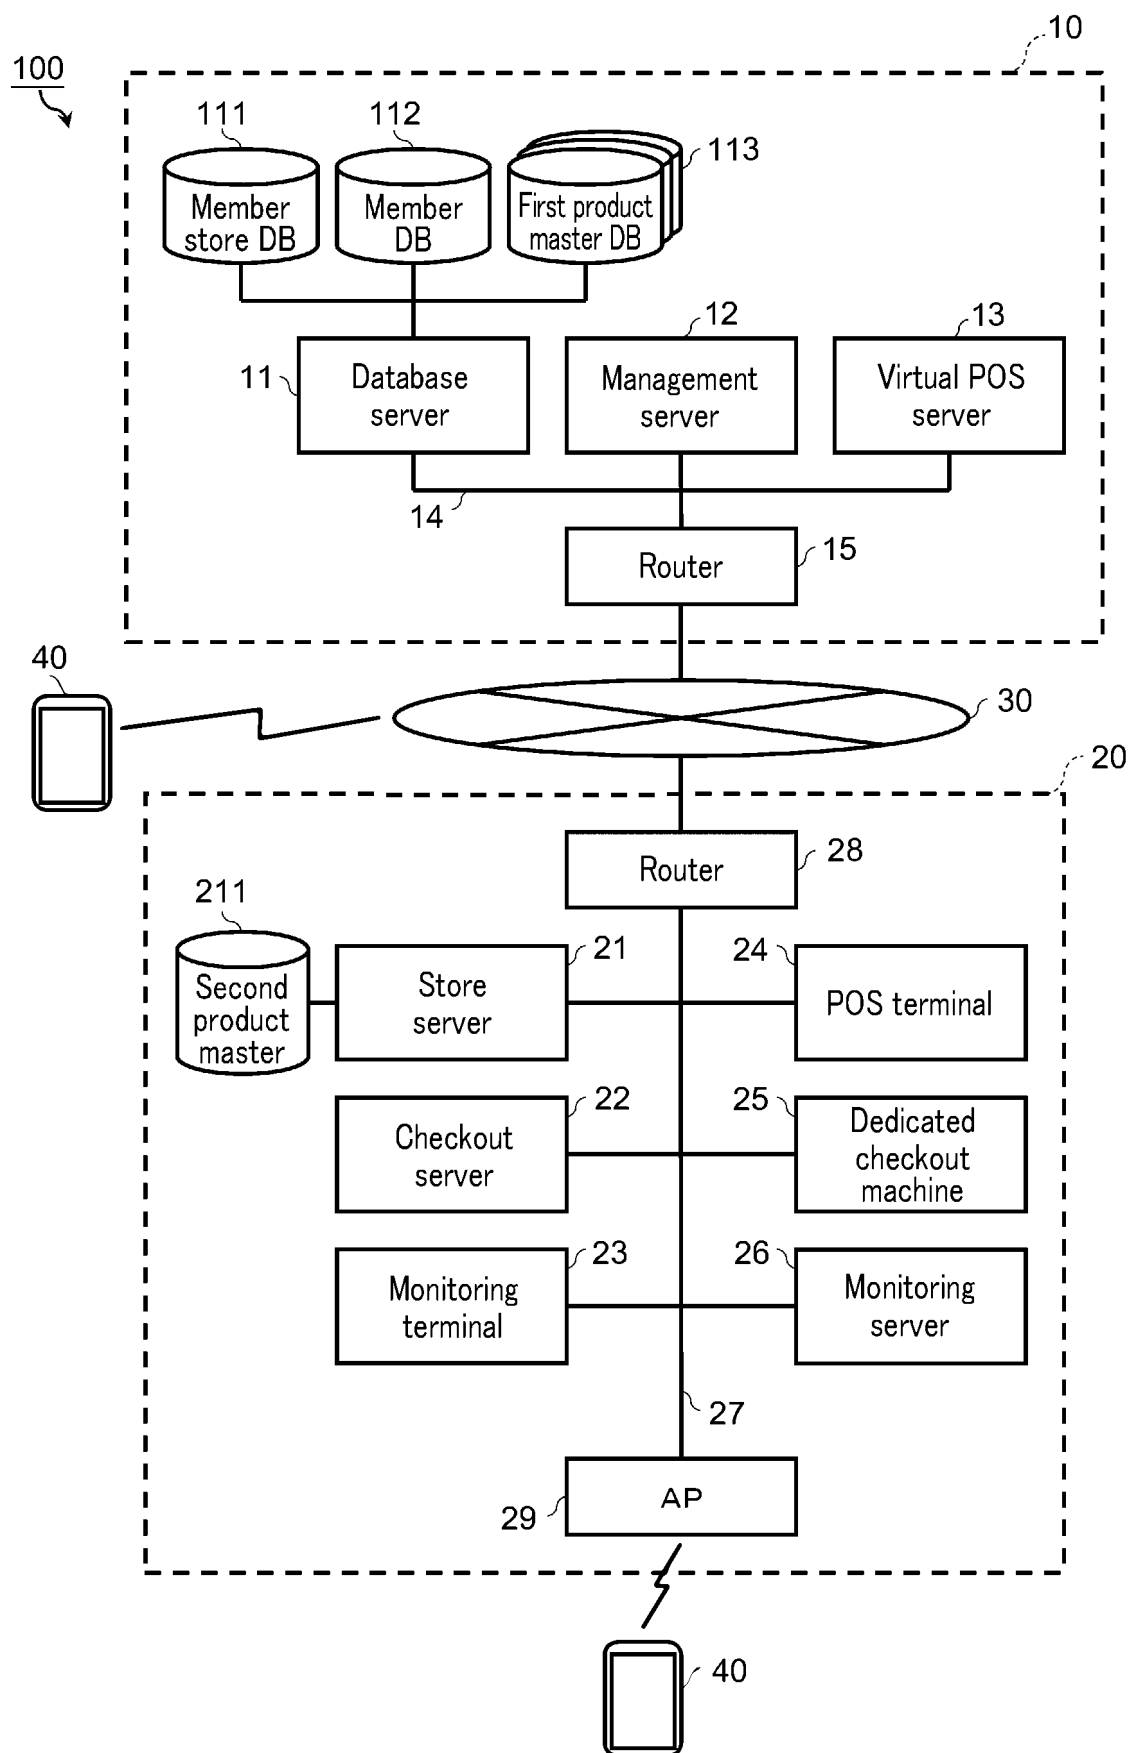 10
100
111
112
113
Member
store DB
Member
DB
First product
master DB
12
13
11
Database
server
Management
server
Virtual POS
server
14
15
Router
40
30
20
Router
28
211
21
24
Second
product
master
Store
server
POS terminal
22
25
Checkout
server
Dedicated
checkout
machine
23
26
Monitoring
terminal
Monitoring
server
27
29
AP
40